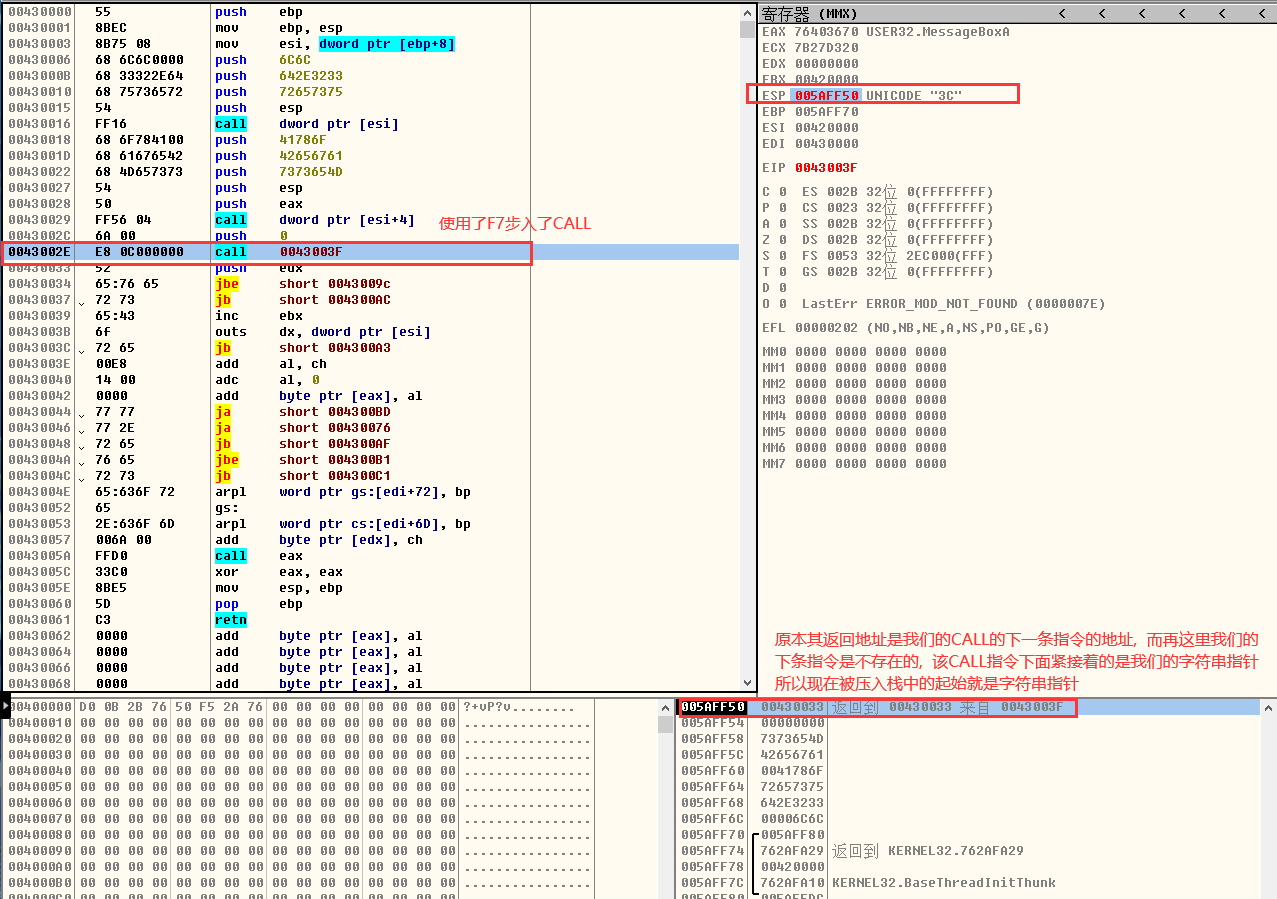 00430000 55 push ebp
00430001 8BEC mov ebp, esp
00430003 8B75 08 mov esi, dword ptr [ebp+8]
00430006 68 6C6C0000 push 6C6C
0043000B 68 33322E64 push 642E3233
00430010 68 75736572 push 72657375
00430015 54 push esp
00430016 FF16 call dword ptr [esi]
00430018 68 6F784100 push 41786F
0043001D 68 61676542 push 42656761
00430022 68 4D657373 push 7373654D
00430027 54 push esp
00430028 50 push eax
00430029 FF56 04 call dword ptr [esi+4]
0043002C 6A 00 push 0
使用了F7步入了CALL
0043002E E8 0C000000 call 0043003F
00430033 52 push edx
00430034 65:76 65 jbe short 0043009c
00430037 72 73 jb short 004300AC
00430039 65:43 inc ebx
0043003B 6f outs dx, dword ptr [esi]
0043003C 72 65 jb short 004300A3
0043003E 00E8 add al, ch
00430040 14 00 adc al, 0
00430042 0000 add byte ptr [eax], al
00430044 77 77 ja short 004300BD
00430046 77 2E ja short 00430076
00430048 72 65 jb short 004300AF
0043004A 76 65 jbe short 004300B1
0043004C 72 73 jb short 004300C1
0043004E 65:636F 72 arpl word ptr gs:[edi+72], bp
00430052 65 gs:
00430053 2E:636F 6D arpl word ptr cs:[edi+6D], bp
00430057 006A 00 add byte ptr [edx], ch
0043005A FFD0 call eax
0043005C 33C0 xor eax, eax
0043005E 8BE5 mov esp, ebp
00430060 5D pop ebp
00430061 C3 retn
00430062 0000 add byte ptr [eax], al
00430064 0000 add byte ptr [eax], al
00430066 0000 add byte ptr [eax], al
00430068 0000 add byte ptr [eax], al
寄存器 (MMX) < < < < < <
EAX 76403670 USER32.MessageBoxA
ECX 7B27D320
EDX 00000000
EBX 00420000
ESP 005AFF50 UNICODE "3C"
EBP 005AFF70
ESI 00420000
EDI 00430000
EIP 0043003F
C 0 ES 002B 32位 0(FFFFFFFF)
P 0 CS 0023 32位 0(FFFFFFFF)
A 0 SS 002B 32位 0(FFFFFFFF)
Z 0 DS 002B 32位 0(FFFFFFFF)
S 0 FS 0053 32位 2EC000(FFF)
T 0 GS 002B 32位 0(FFFFFFFF)
D 0
O 0 LastErr ERROR_MOD_NOT_FOUND (0000007E)
EFL 00000202 (NO,NB,NE,A,NS,PO,GE,G)
MM0 0000 0000 0000 0000
MM1 0000 0000 0000 0000
MM2 0000 0000 0000 0000
MM3 0000 0000 0000 0000
MM4 0000 0000 0000 0000
MM5 0000 0000 0000 0000
MM6 0000 0000 0000 0000
MM7 0000 0000 0000 0000
原本其返回地址是我们的CALL的下一条指令的地址, 而再这里我们的
下条指令是不存在的, 该CALL指令下面紧接着的是我们的字符串指针
所以现在被压入栈中的起始就是字符串指针
00400000 D0 0B 2B 76 50 F5 2A 76 00 00 00 00 00 00 00 00 ?+vP?v........
00400010 00 00 00 00 00 00 00 00 00 00 00 00 00 00 00 00 ................
00400020 00 00 00 00 00 00 00 00 00 00 00 00 00 00 00 00 ................
00400030 00 00 00 00 00 00 00 00 00 00 00 00 00 00 00 00 ................
00400040 00 00 00 00 00 00 00 00 00 00 00 00 00 00 00 00 ................
00400050 00 00 00 00 00 00 00 00 00 00 00 00 00 00 00 00 ................
00400060 00 00 00 00 00 00 00 00 00 00 00 00 00 00 00 00 ................
00400070 00 00 00 00 00 00 00 00 00 00 00 00 00 00 00 00 ................
00400080 00 00 00 00 00 00 00 00 00 00 00 00 00 00 00 00 ................
00400090 00 00 00 00 00 00 00 00 00 00 00 00 00 00 00 00 ................
004000A0 00 00 00 00 00 00 00 00 00 00 00 00 00 00 00 00 ................
004000B0 00 00 00 00 00 00 00 00 00 00 00 00 00 00 00 00 ................
005AFF50 00430033 返回到 00430033 来自 0043003F
005AFF54 00000000
005AFF58 7373654D
005AFF5C 42656761
005AFF60 0041786F
005AFF64 72657375
005AFF68 642E3233
005AFF6C 00006C6C
005AFF70 005AFF80
005AFF74 762AFA29 返回到 KERNEL32.762AFA29
005AFF78 00420000
005AFF7C 762AFA10 KERNEL32.BaseThreadInitThunk
005AFF80 005AFFDC